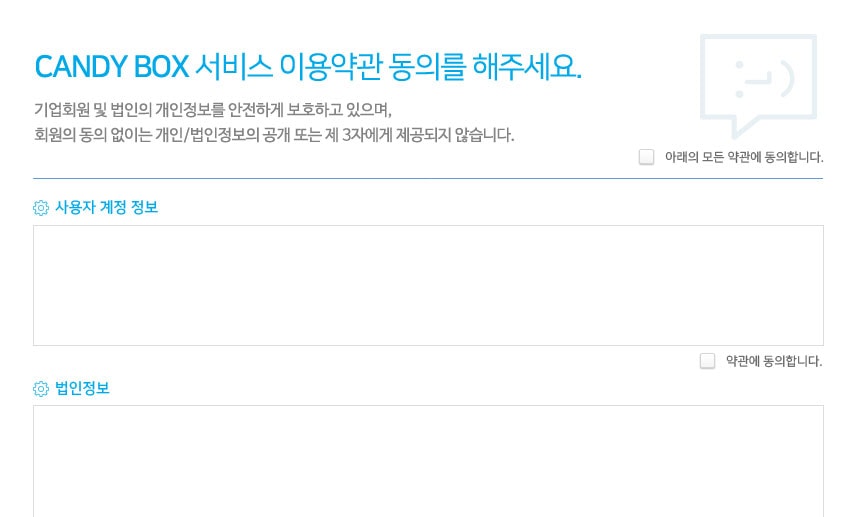 CANDY BOX 서비스 이용약관 동의를 해주세요.
기업회원 및 법인의 개인정보를 안전하게 보호하고 있으며,
회원의 동의 없이는 개인/법인정보의 공개 또는 제 3자에게 제공되지 않습니다.
아래의 모든 약관에 동의합니다.
사용자 계정 정보
약관에 동의합니다.
법인정보